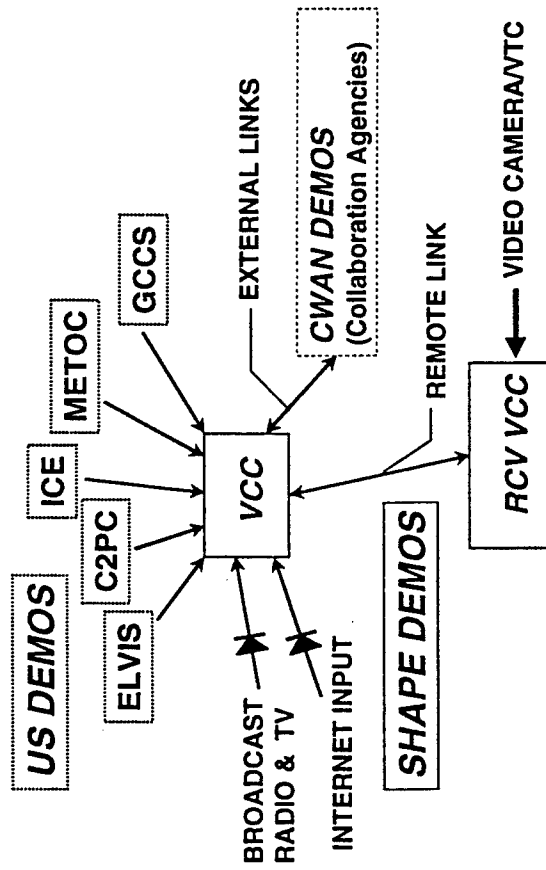 US DEMOS
ELVIS
C2PC
ICE
METOC
GCCS
BROADCAST
RADIO & TV
INTERNET INPUT
VCC
EXTERNAL LINKS
CWAN DEMOS
(Collaboration Agencies)
SHAPE DEMOS
REMOTE LINK
RCV VCC
VIDEO CAMERA/VTC